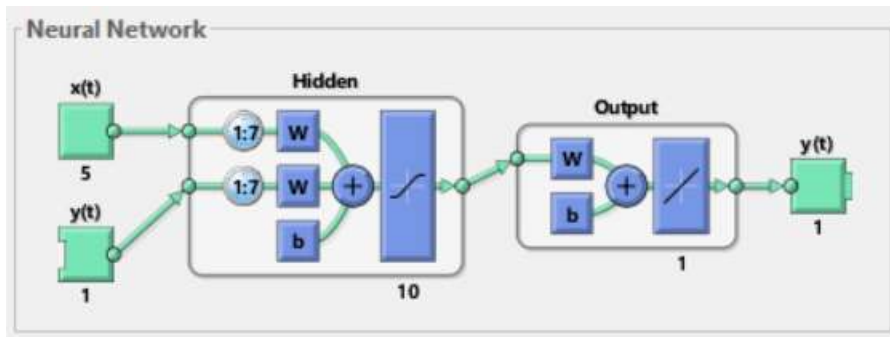 Neural Network
Hidden
x(t)
1:7
W
5
y(t)
1:7
W
b
1
10
Output
W
b
1
y(t)
1